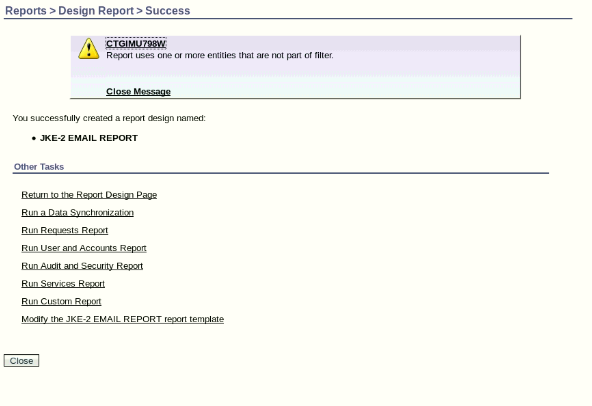 Reports > Design Report > Success
CTGIMU798W
Report uses one or more entities that are not part of filter.
Close Message
You successfully created a report design named:
• JKE-2 EMAIL REPORT
Other Tasks
Return to the Report Design Page
Run a Data Synchronization
Run Requests Report
Run User and Accounts Report
Run Audit and Security Report
Run Services Report
Run Custom Report
Modify the JKE-2 EMAIL REPORT report template
Close